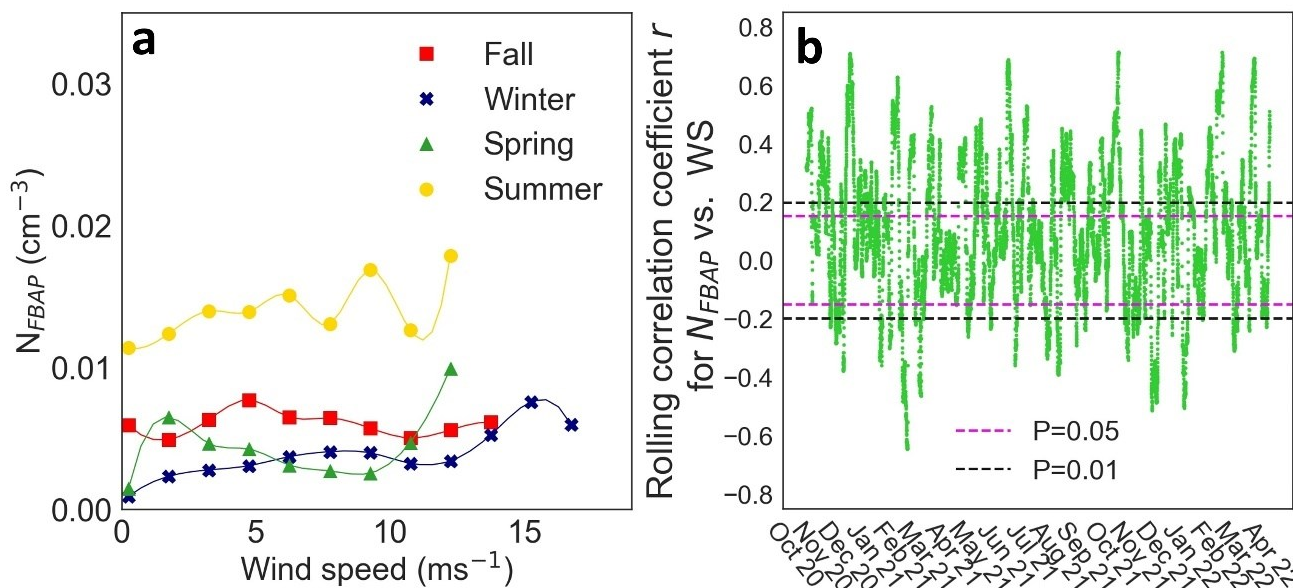 a
Fall
Winter
Spring
Summer
N_FBAP (cm^−3)
0.03
0.02
0.01
0.00
0
5
10
15
Wind speed (ms^−1)
b
Rolling correlation coefficient r
for N_FBAP vs. WS
0.8
0.6
0.4
0.2
0.0
−0.2
−0.4
−0.6
−0.8
P=0.05
P=0.01
Oct 20
Nov 20
Dec 20
Jan 21
Feb 21
Mar 21
Apr 21
May 21
Jun 21
Jul 21
Aug 21
Sep 21
Oct 21
Nov 21
Dec 21
Jan 22
Feb 22
Mar 22